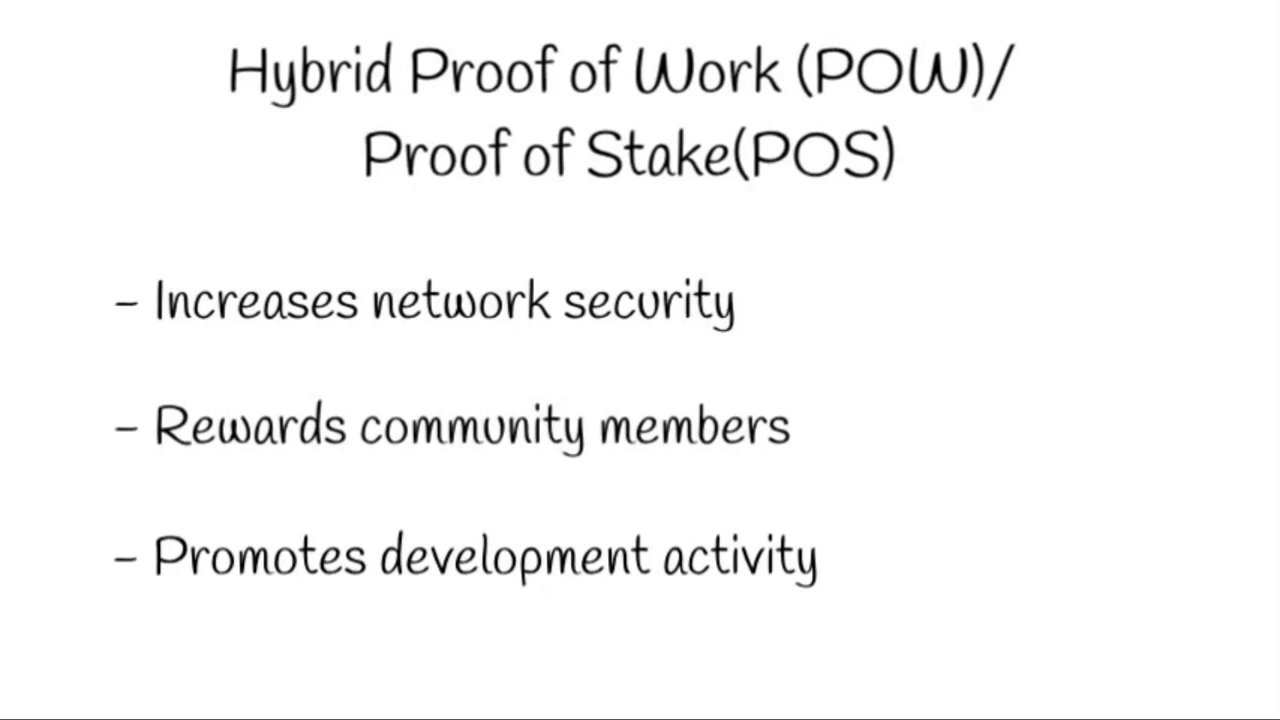 Hybrid Proof of Work (POW)/
Proof of Stake(POS)
- Increases network security
- Rewards community members
- Promotes development activity